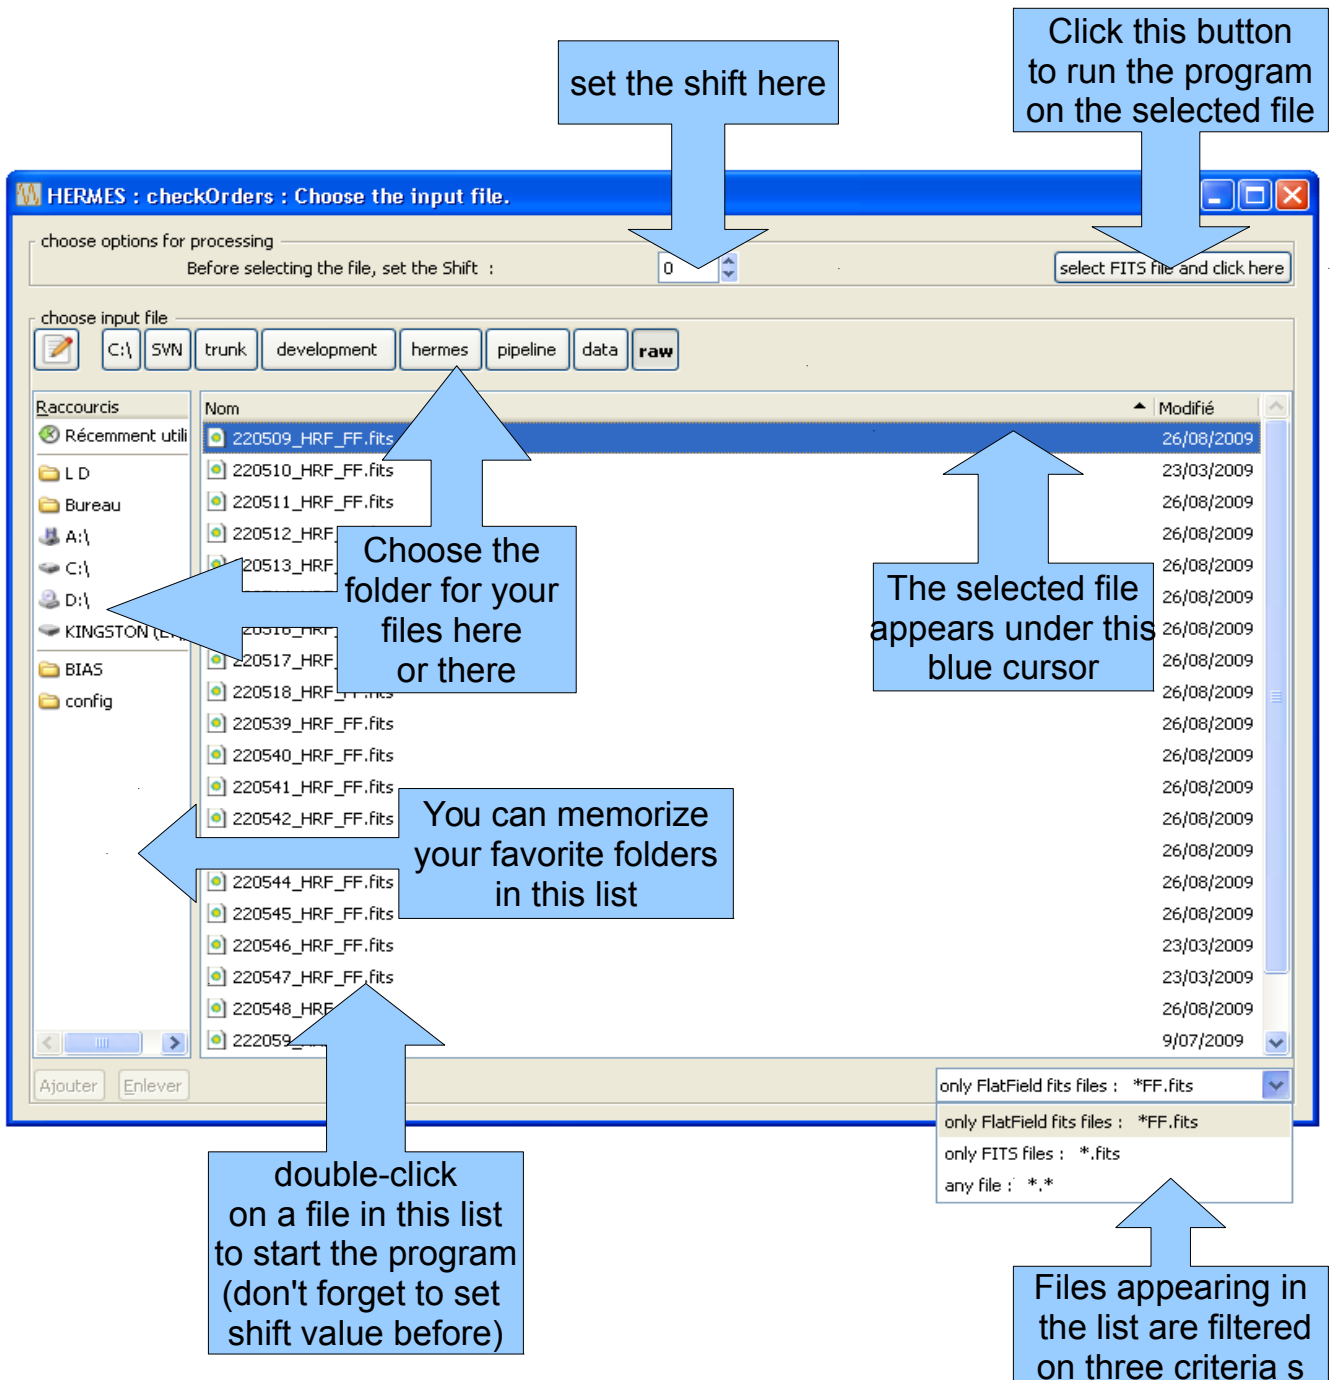 set the shift here
Click this button
to run the program
on the selected file
HERMES : checkOrders : Choose the input file.
choose options for processing
Before selecting the file, set the Shift :
0
select FITS file and click here
choose input file
C:\ SVN trunk development hermes pipeline data raw
Raccourcis
Récemment utili
L D
Bureau
A:\
C:\
D:\
KINGSTON
BIAS
config
Nom Modifié
220509_HRF_FF.fits 26/08/2009
220510_HRF_FF.fits 23/03/2009
220511_HRF_FF.fits 26/08/2009
220512_HRF_ 26/08/2009
220513_HRF_ 26/08/2009
26/08/2009
220516_HRF_ 26/08/2009
220517_HRF_ 26/08/2009
220518_HRF_FF.fits 26/08/2009
220539_HRF_FF.fits 26/08/2009
220540_HRF_FF.fits 26/08/2009
220541_HRF_FF.fits 26/08/2009
220542_HRF_FF.fits 26/08/2009
26/08/2009
220544_HRF_FF.fits 26/08/2009
220545_HRF_FF.fits 26/08/2009
220546_HRF_FF.fits 23/03/2009
220547_HRF_FF.fits 23/03/2009
220548_HRF 26/08/2009
222059_ 9/07/2009
Choose the
folder for your
files here
or there
The selected file
appears under this
blue cursor
You can memorize
your favorite folders
in this list
Ajouter Enlever
only FlatField fits files : *FF.fits
only FlatField fits files : *FF.fits
only FITS files : *.fits
any file : *.*
double-click
on a file in this list
to start the program
(don't forget to set
shift value before)
Files appearing in
the list are filtered
on three criteria s